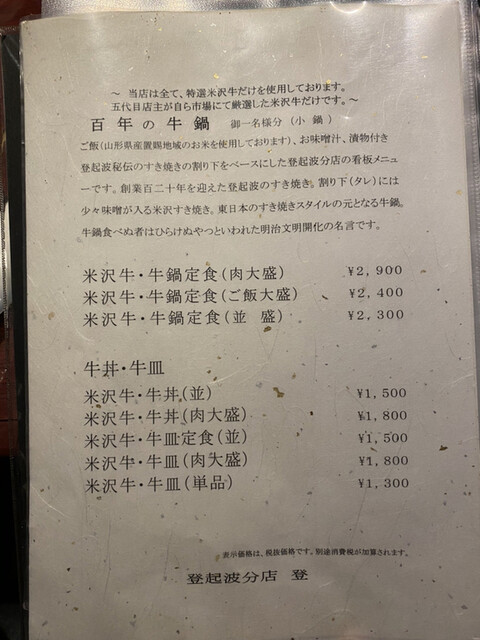 ～ 当店は全て、特選米沢牛だけを使用しております。
五代目店主が自ら市場にて厳選した米沢牛だけです。～
百年の牛鍋 御一名様分（小鍋）
ご飯（山形県産置賜地域のお米を使用しております）、お味噌汁、漬物付き
登起波秘伝のすき焼きの割り下をベースにした登起波分店の看板メニュ
ーです。創業百二十年を迎えた登起波のすき焼き。割り下（タレ）には
少々味噌が入る米沢すき焼き。東日本のすき焼きスタイルの元となる牛鍋。
牛鍋食べぬ者はひらけぬやつといわれた明治文明開化の名言です。
米沢牛・牛鍋定食（肉大盛） ¥2,900
米沢牛・牛鍋定食（ご飯大盛） ¥2,400
米沢牛・牛鍋定食（並 盛） ¥2,300
牛丼・牛皿
米沢牛・牛丼（並） ¥1,500
米沢牛・牛丼（肉大盛） ¥1,800
米沢牛・牛皿定食（並） ¥1,500
米沢牛・牛皿（肉大盛） ¥1,800
米沢牛・牛皿（単品） ¥1,300
表示価格は、税抜価格です。別途消費税が加算されます。
登起波分店 登